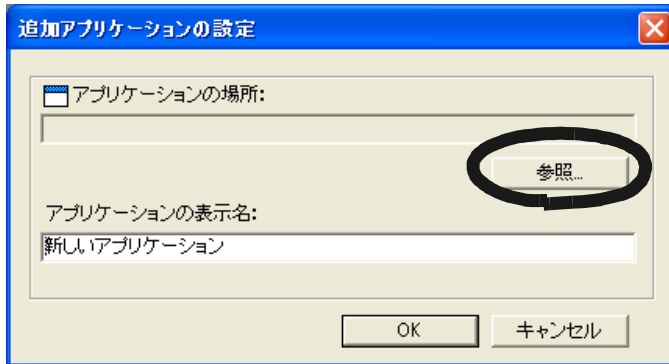 追加アプリケーションの設定
アプリケーションの場所:
参照...
アプリケーションの表示名:
新しいアプリケーション
OK
キャンセル